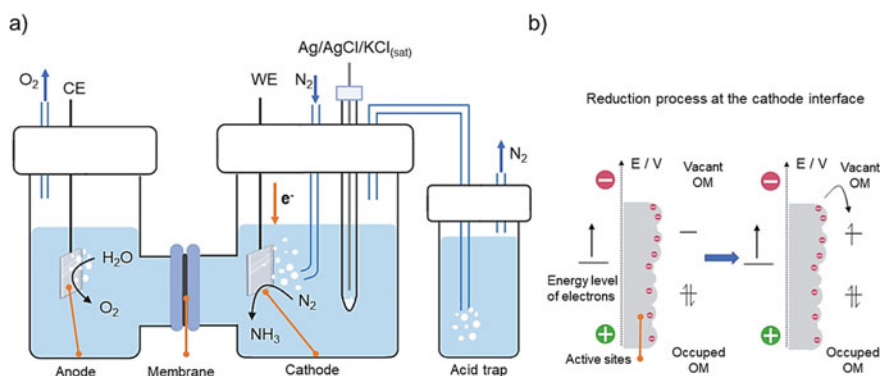 a)
O₂
CE
WE
N₂
Ag/AgCl/KCl(sat)
N₂
e⁻
H₂O
O₂
N₂
NH₃
Anode
Membrane
Cathode
Acid trap
b)
Reduction process at the cathode interface
E / V
Vacant
OM
E / V
Vacant
OM
Energy level
of electrons
Active sites
Occuped
OM
Occuped
OM